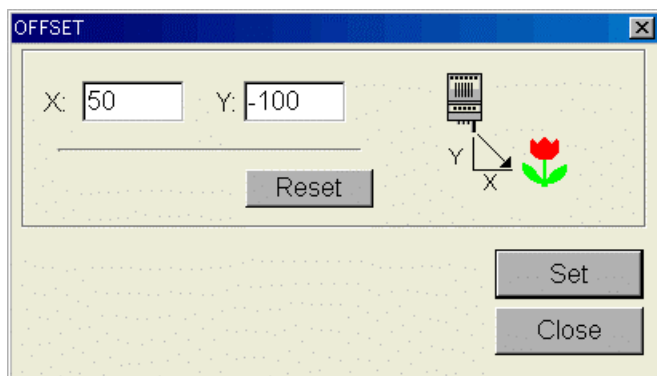 OFFSET
X: 50 Y: -100
Reset
Y
X
Set
Close